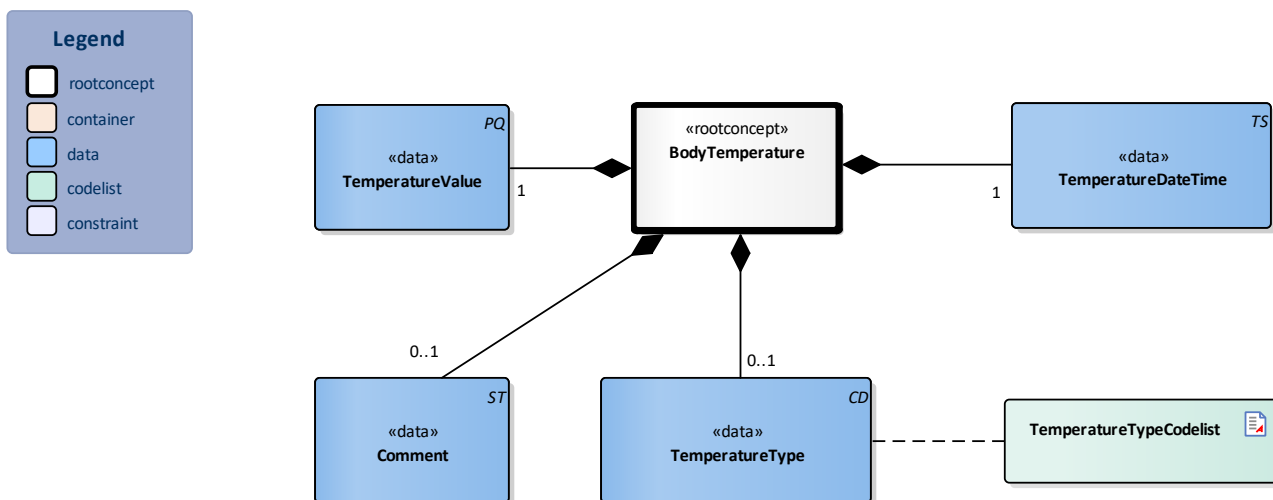 Legend
rootconcept
container
data
codelist
constraint
PQ
«data»
TemperatureValue
1
«rootconcept»
BodyTemperature
TS
«data»
TemperatureDateTime
1
0..1
0..1
ST
«data»
Comment
CD
«data»
TemperatureType
TemperatureTypeCodelist